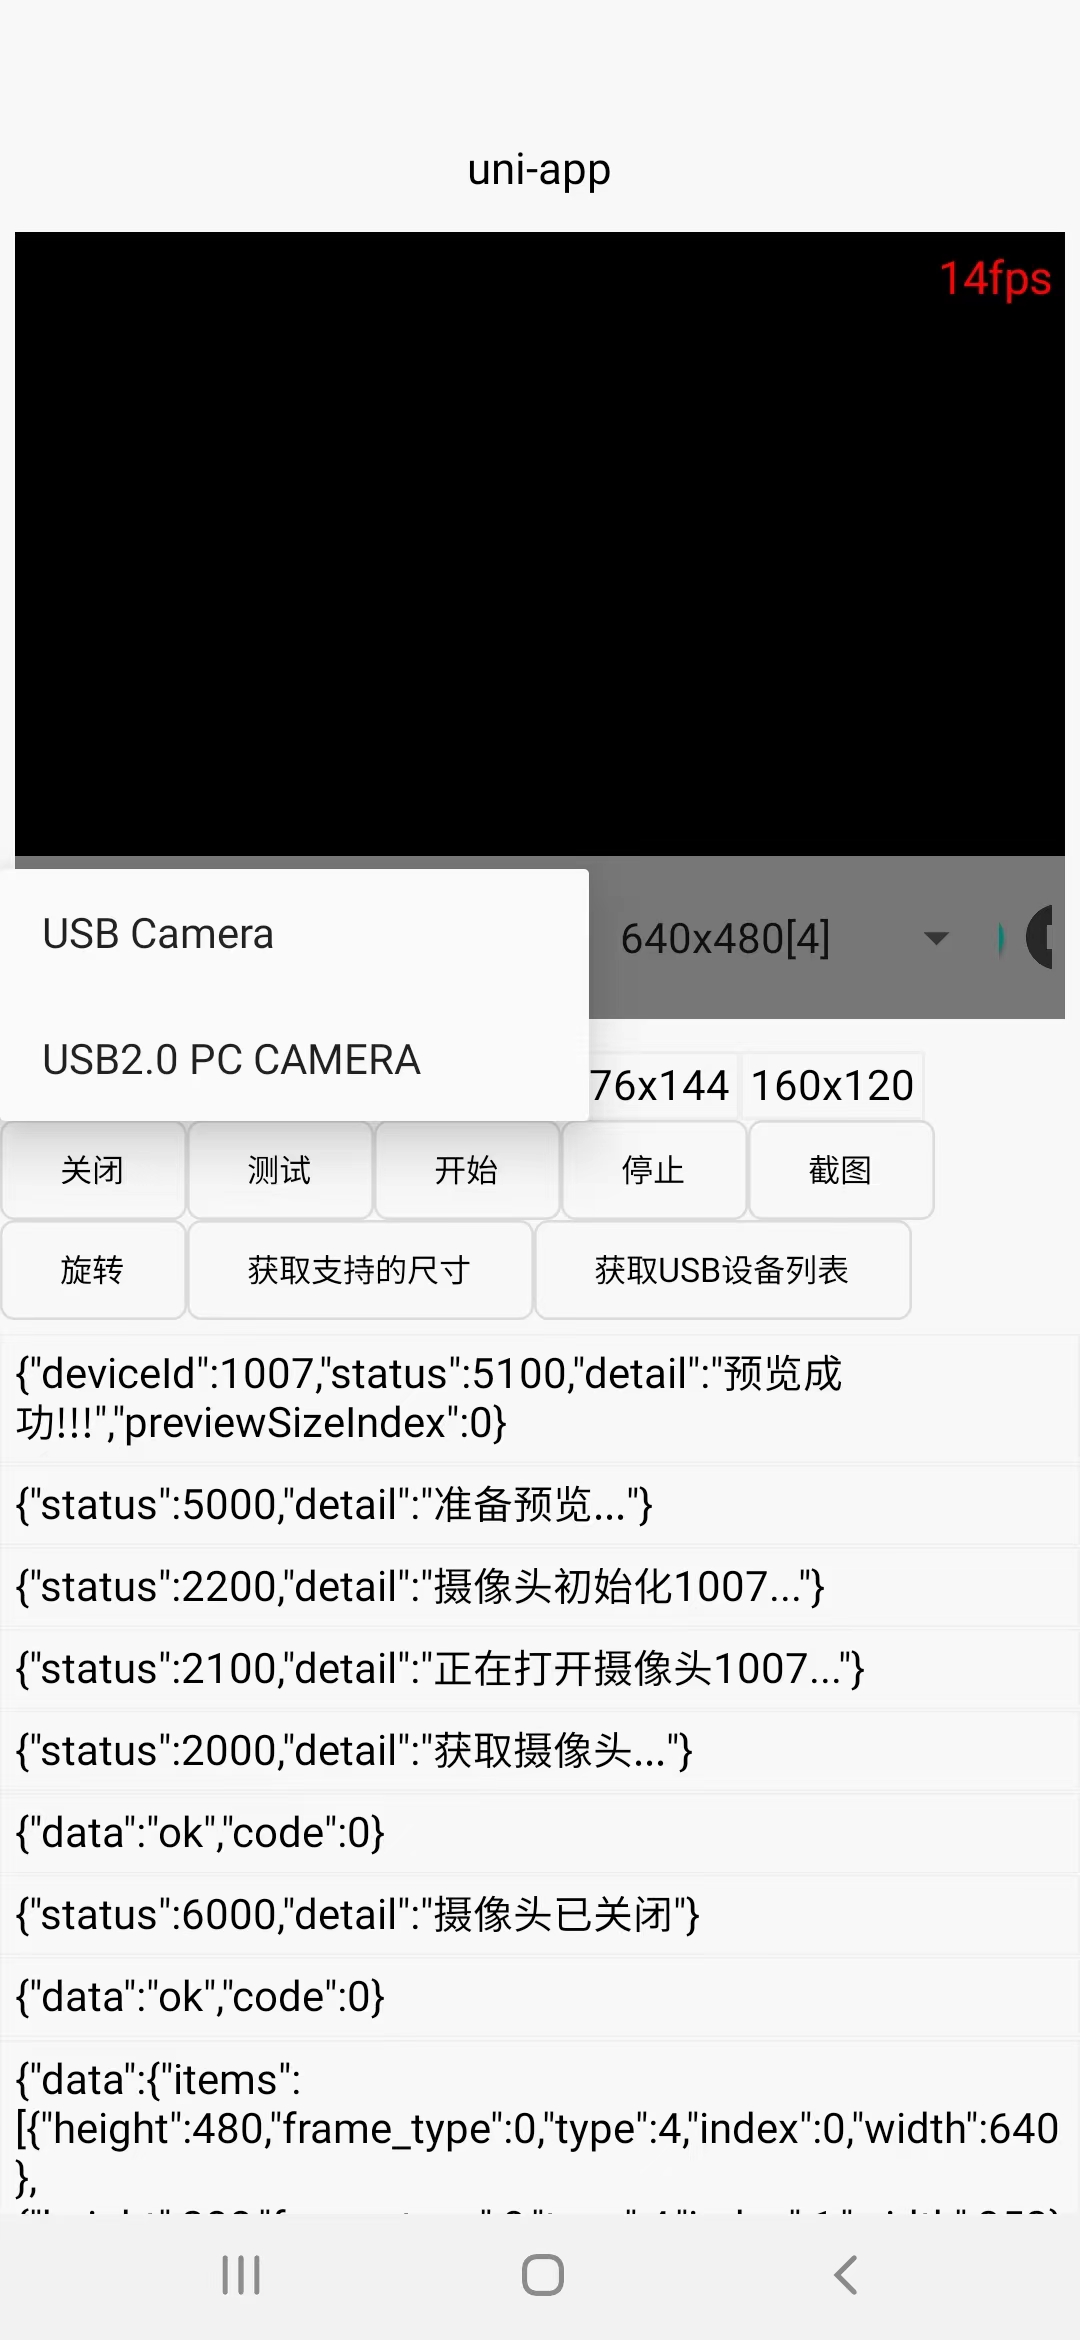 uni-app
14fps
USB Camera
640x480[4]
USB2.0 PC CAMERA
76x144
160x120
关闭
测试
开始
停止
截图
旋转
获取支持的尺寸
获取USB设备列表
{"deviceId":1007,"status":5100,"detail":"预览成
功!!!","previewSizeIndex":0}
{"status":5000,"detail":"准备预览..."}
{"status":2200,"detail":"摄像头初始化1007..."}
{"status":2100,"detail":"正在打开摄像头1007..."}
{"status":2000,"detail":"获取摄像头..."}
{"data":"ok","code":0}
{"status":6000,"detail":"摄像头已关闭"}
{"data":"ok","code":0}
{"data":{"items":
[{"height":480,"frame_type":0,"type":4,"index":0,"width":640
},